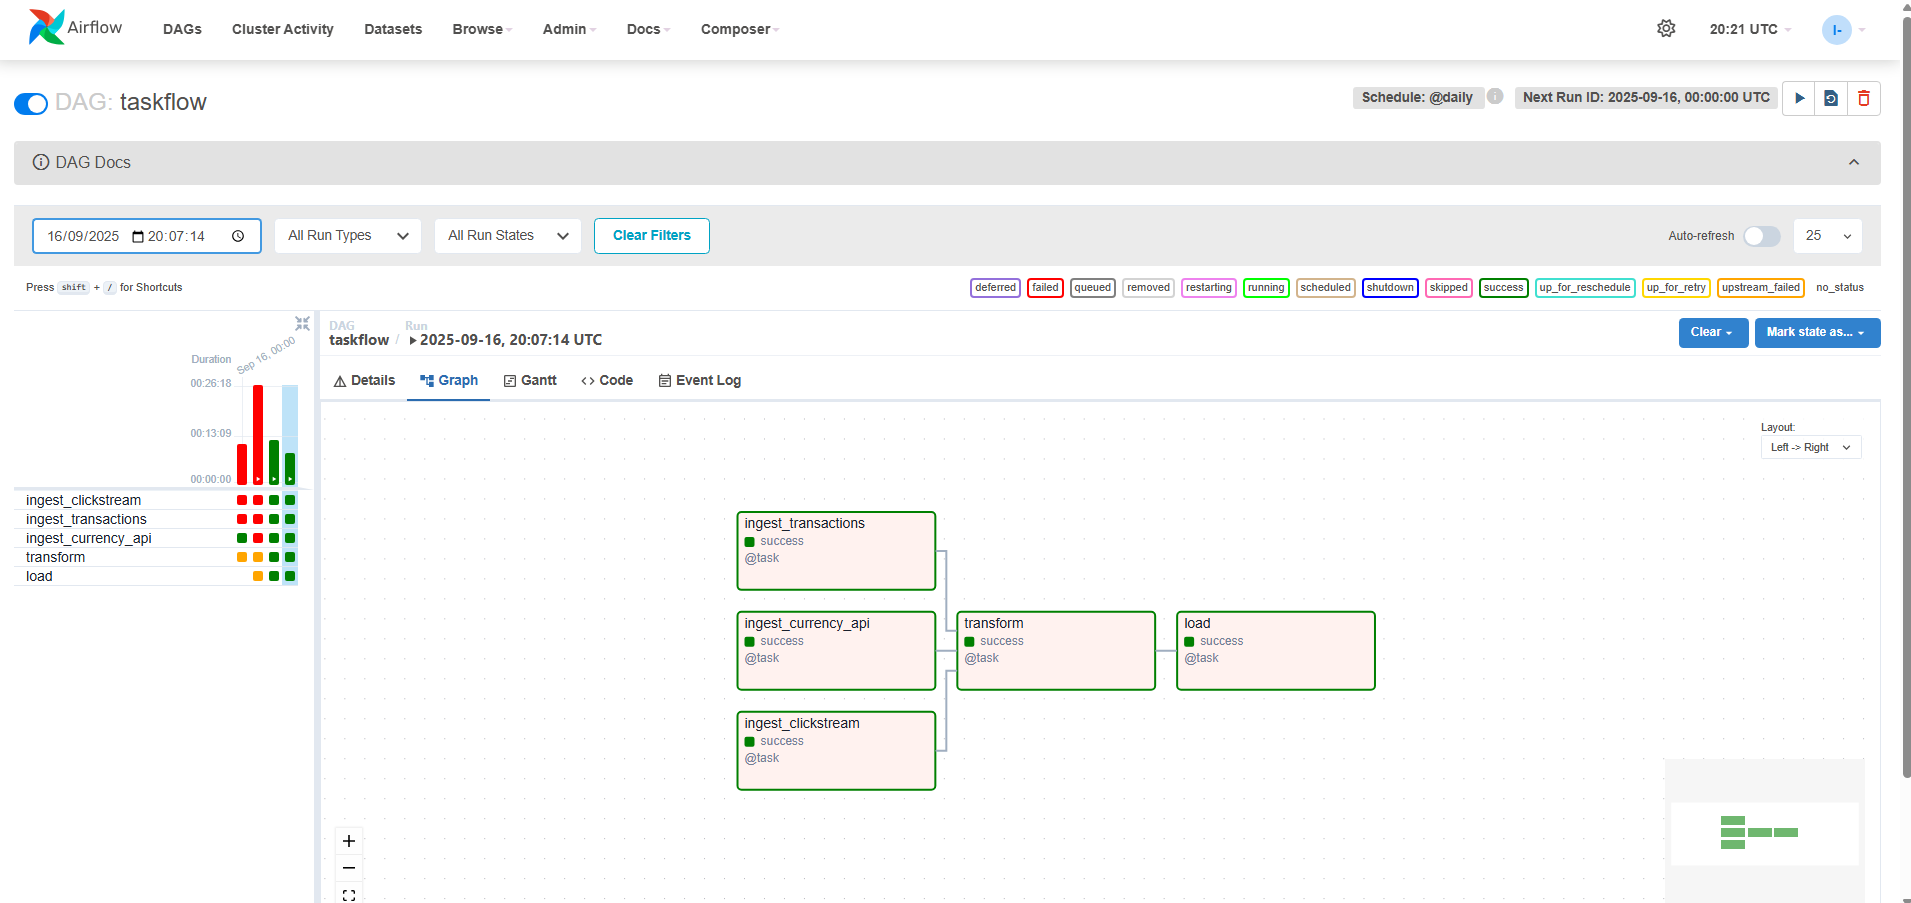 Airflow DAGs Cluster Activity Datasets Browse Admin Docs Composer 20:21 UTC I-
DAG: taskflow
Schedule: @daily Next Run ID: 2025-09-16, 00:00:00 UTC
DAG Docs
16/09/2025 20:07:14 All Run Types All Run States Clear Filters Auto-refresh 25
Press shift + / for Shortcuts
deferred failed queued removed restarting running scheduled shutdown skipped success up_for_reschedule up_for_retry upstream_failed no_status
DAG Run
taskflow / 2025-09-16, 20:07:14 UTC
Clear Mark state as...
Details Graph Gantt Code Event Log
Sep 16, 00:00
Duration
00:26:18
00:13:09
00:00:00
ingest_clickstream
ingest_transactions
ingest_currency_api
transform
load
Layout:
Left -> Right
ingest_transactions
success
@task
ingest_currency_api
success
@task
transform
success
@task
load
success
@task
ingest_clickstream
success
@task